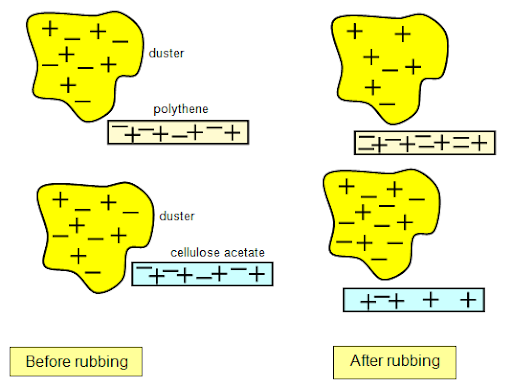 duster
polythene
duster
cellulose acetate
Before rubbing
After rubbing